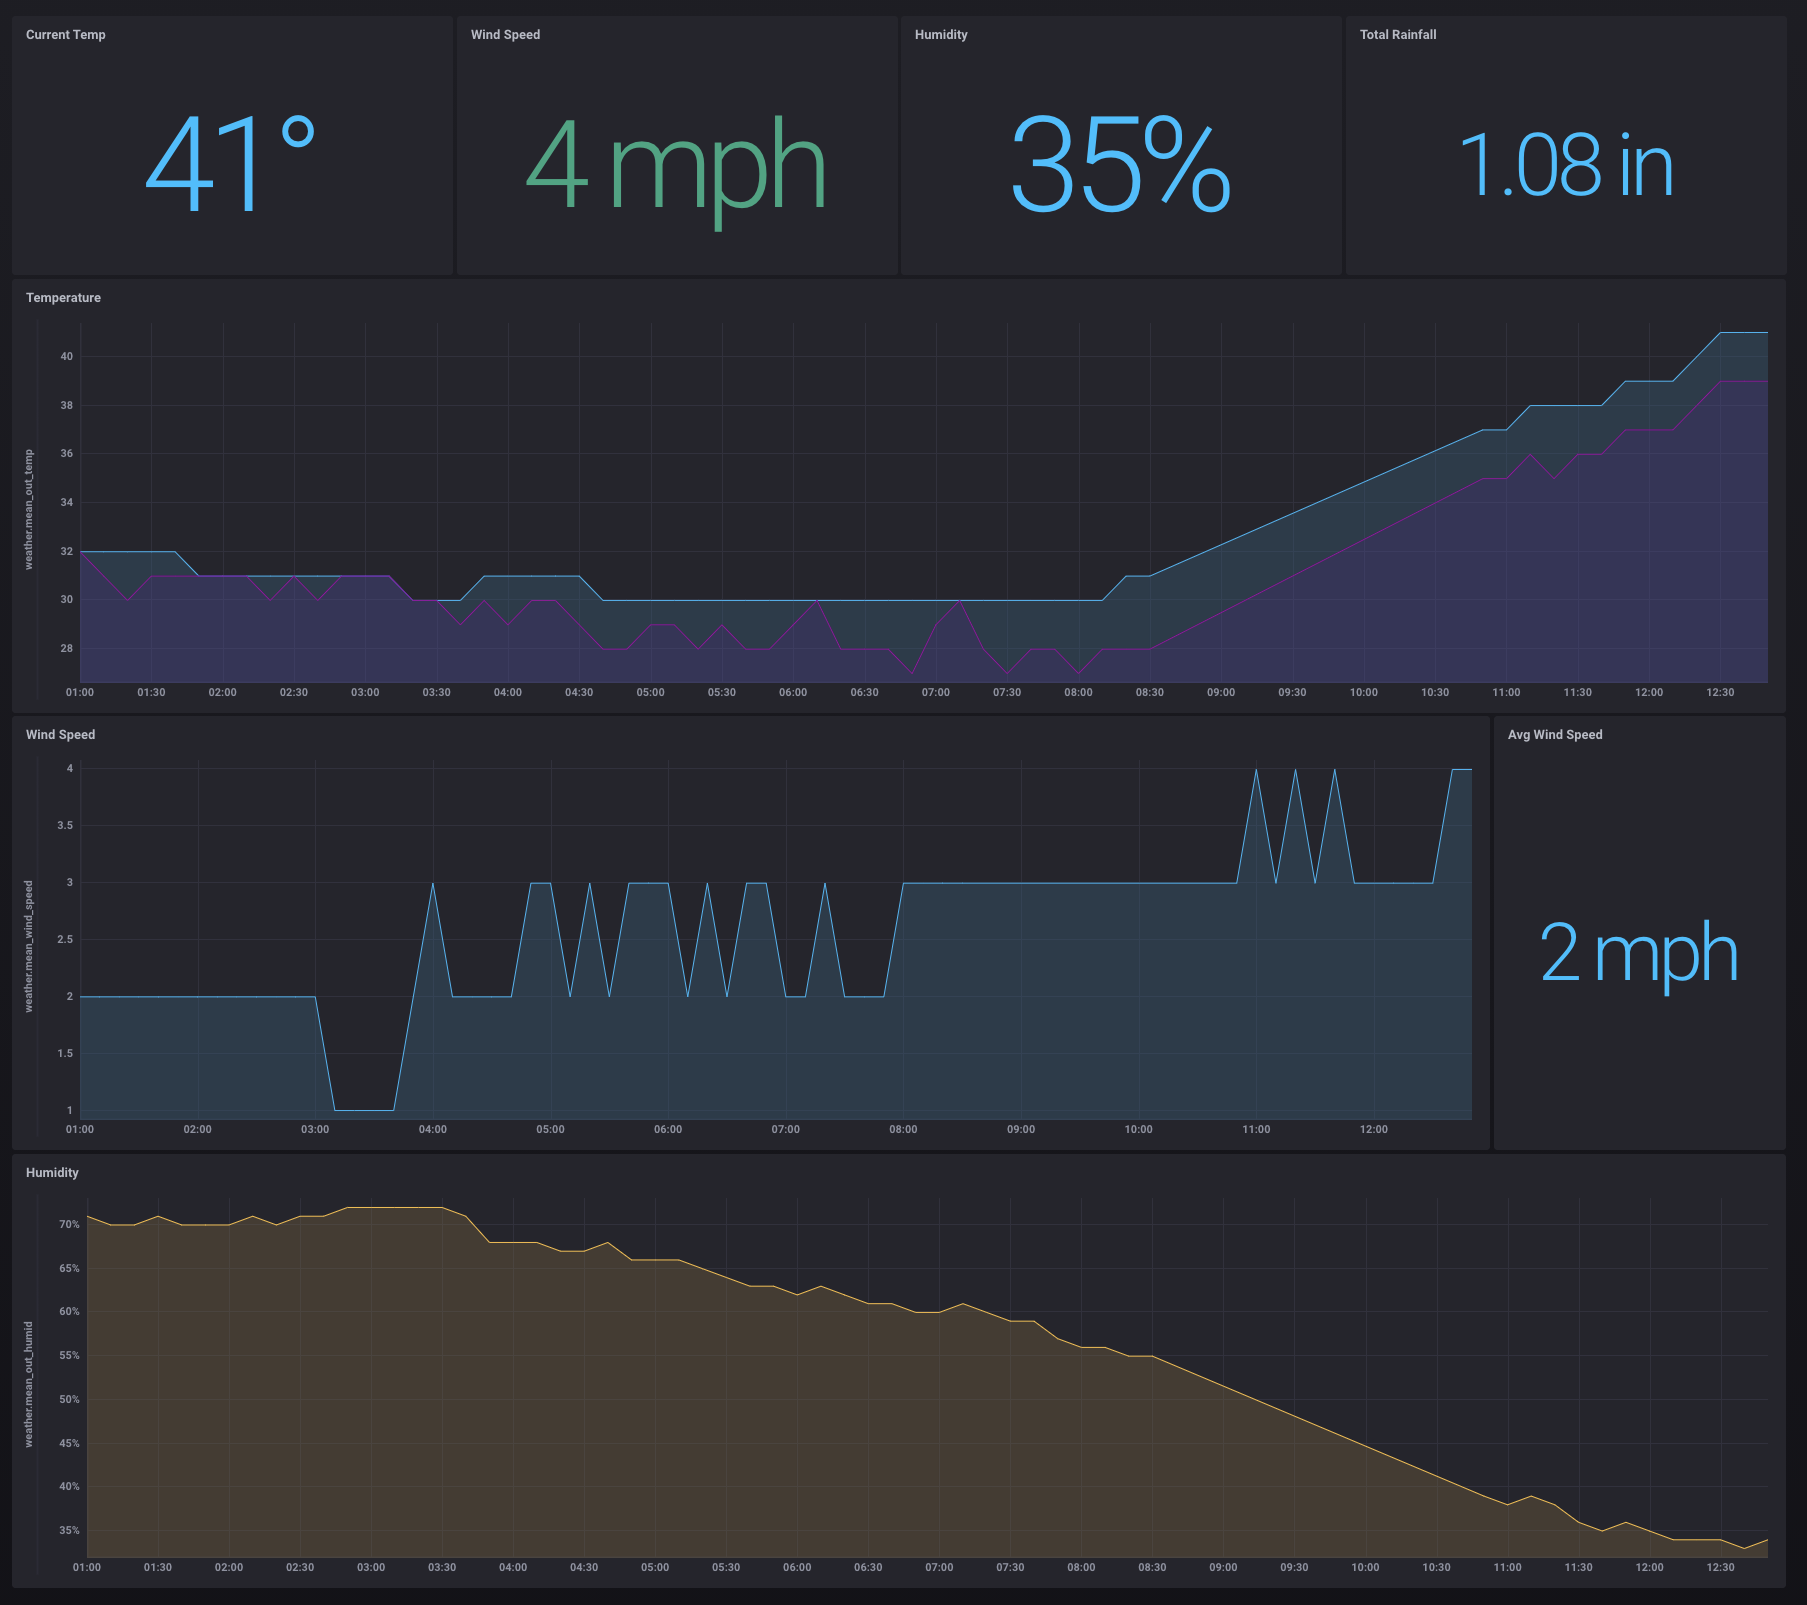 Current Temp
41°
Wind Speed
4 mph
Humidity
35%
Total Rainfall
1.08 in
Temperature
weather.mean_out_temp
40
38
36
34
32
30
28
01:00 01:30 02:00 02:30 03:00 03:30 04:00 04:30 05:00 05:30 06:00 06:30 07:00 07:30 08:00 08:30 09:00 09:30 10:00 10:30 11:00 11:30 12:00 12:30
Wind Speed
weather.mean_wind_speed
4
3.5
3
2.5
2
1.5
1
01:00 02:00 03:00 04:00 05:00 06:00 07:00 08:00 09:00 10:00 11:00 12:00
Avg Wind Speed
2 mph
Humidity
weather.mean_out_humid
70%
65%
60%
55%
50%
45%
40%
35%
01:00 01:30 02:00 02:30 03:00 03:30 04:00 04:30 05:00 05:30 06:00 06:30 07:00 07:30 08:00 08:30 09:00 09:30 10:00 10:30 11:00 11:30 12:00 12:30